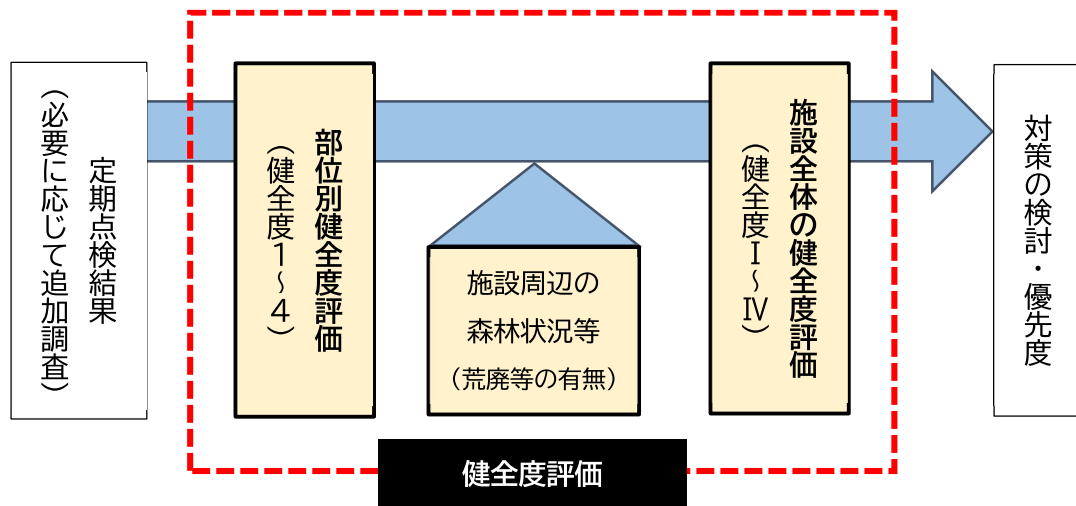 定期点検結果
（必要に応じて追加調査）
部位別健全度評価
（健全度１～４）
施設周辺の
森林状況等
（荒廃等の有無）
施設全体の健全度評価
（健全度Ⅰ～Ⅳ）
対策の検討・優先度
健全度評価